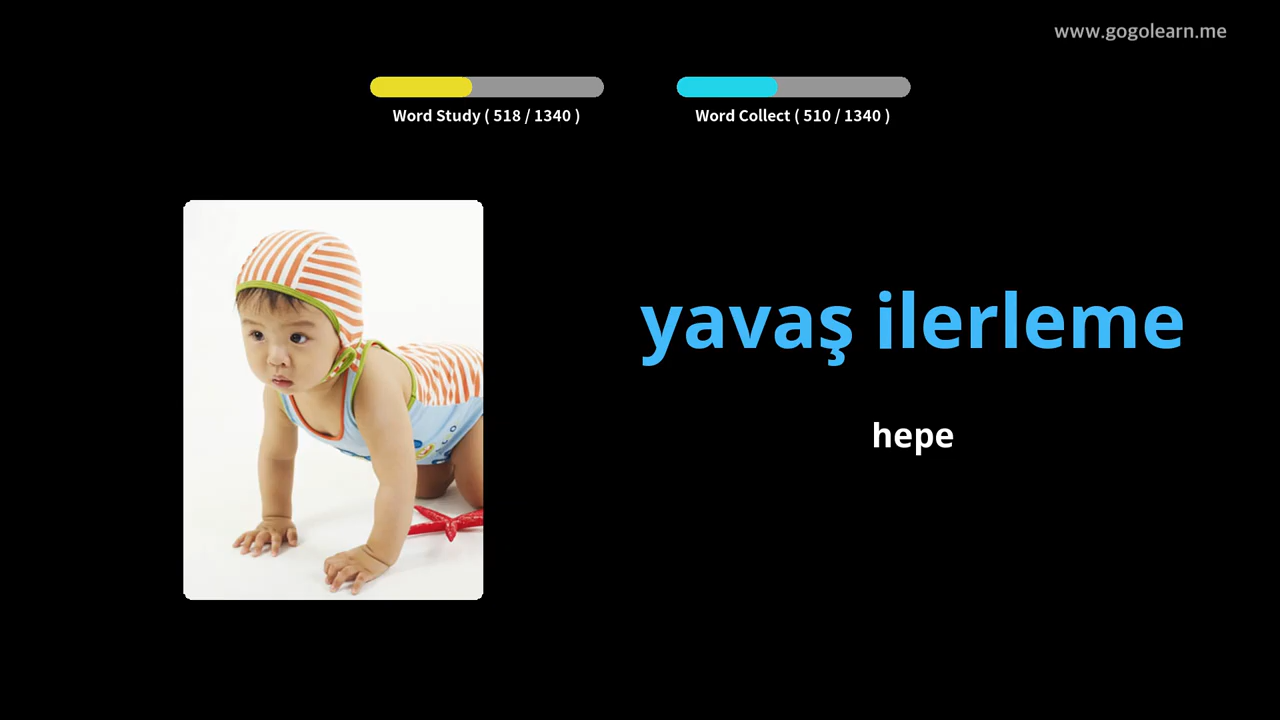 www.gogolearn.me
Word Study ( 518 / 1340 )
Word Collect ( 510 / 1340 )
yavaş ilerleme
hepe